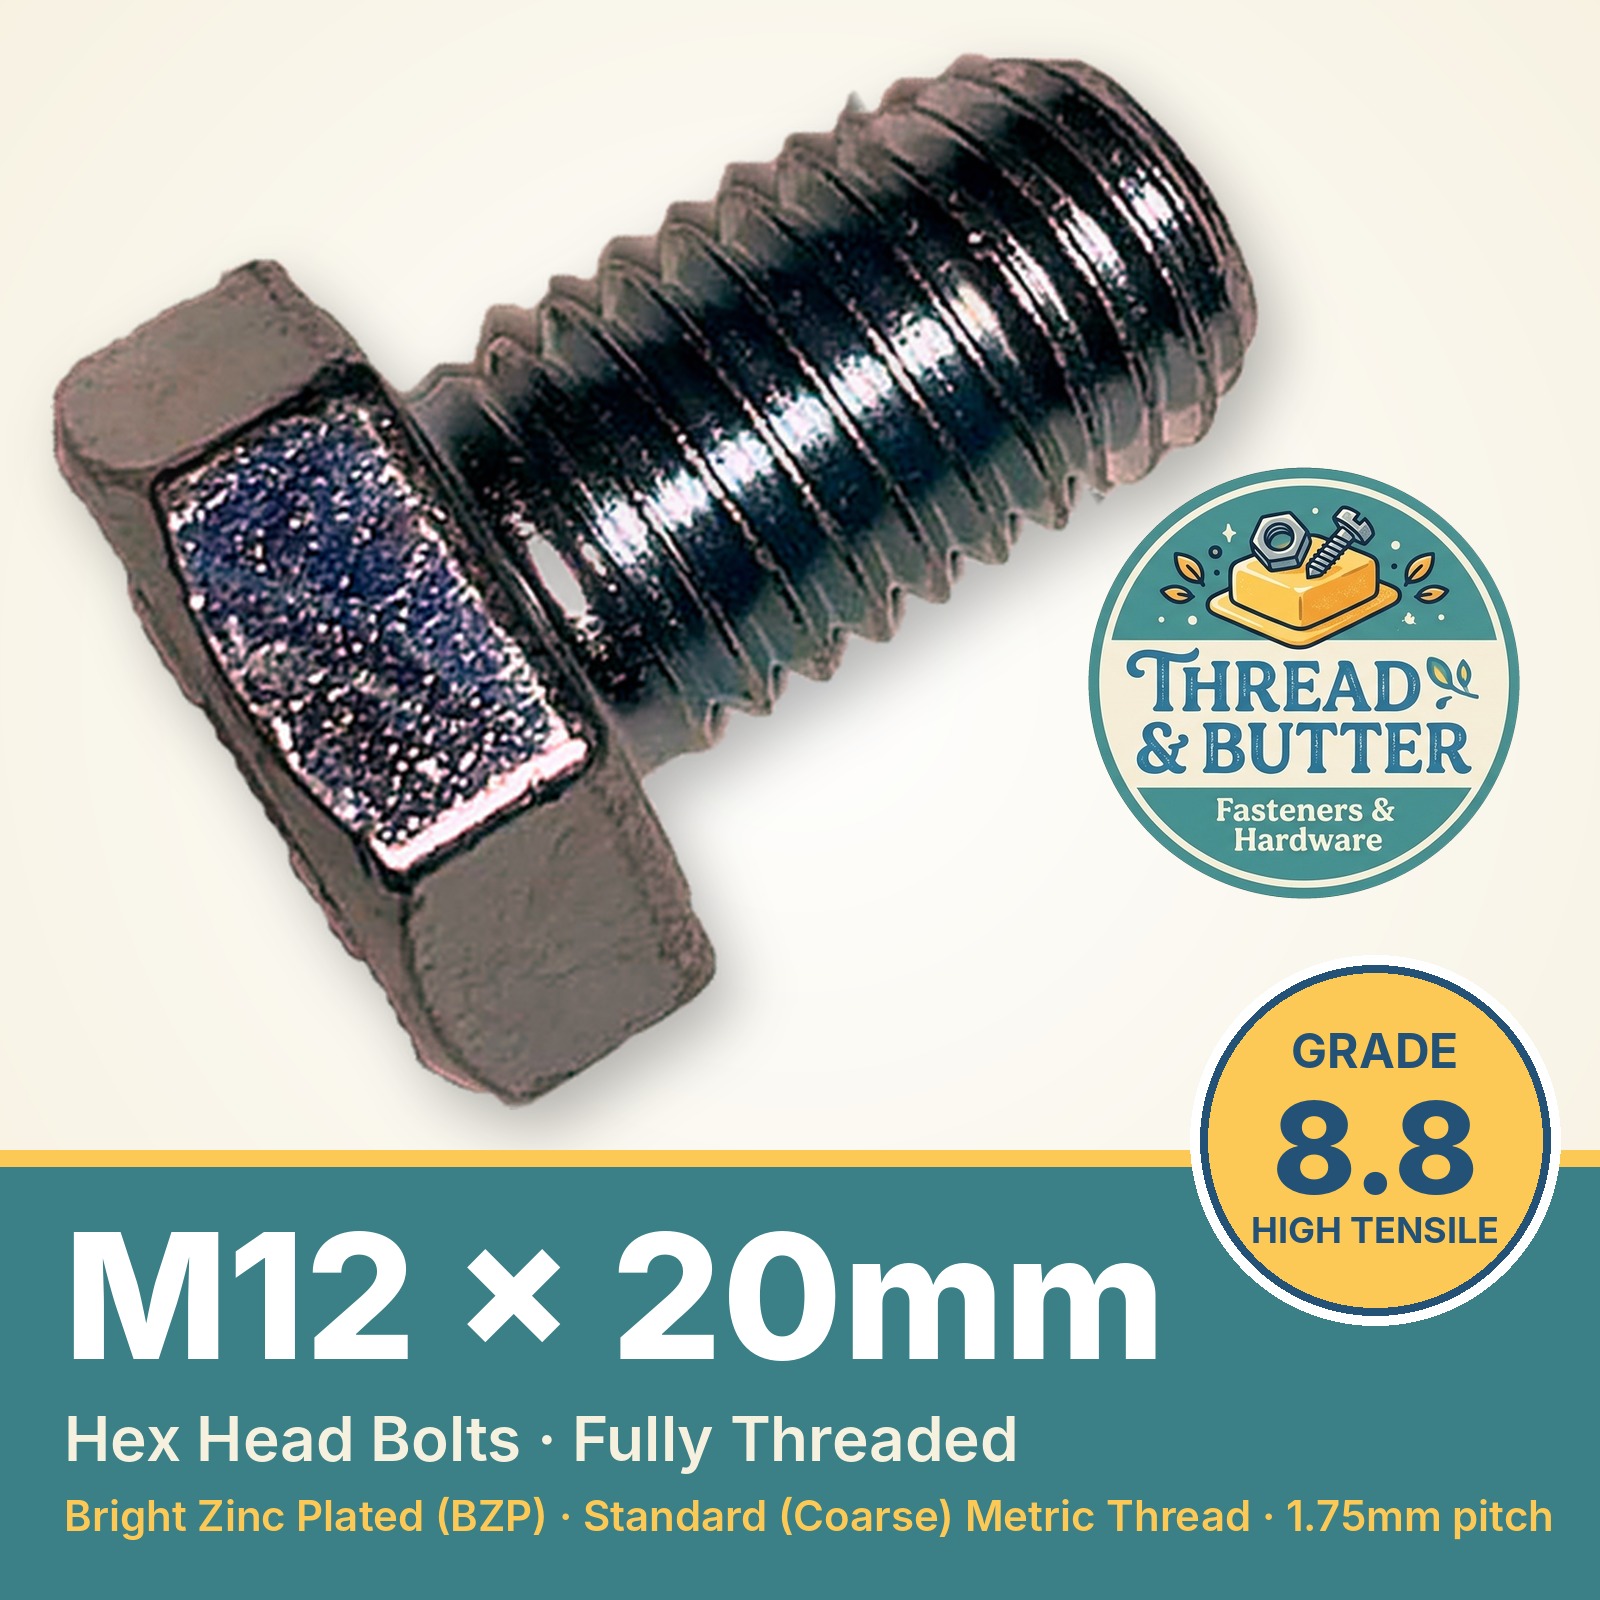 THREAD
& BUTTER
Fasteners &
Hardware
GRADE
8.8
HIGH TENSILE
M12 × 20mm
Hex Head Bolts · Fully Threaded
Bright Zinc Plated (BZP) · Standard (Coarse) Metric Thread · 1.75mm pitch